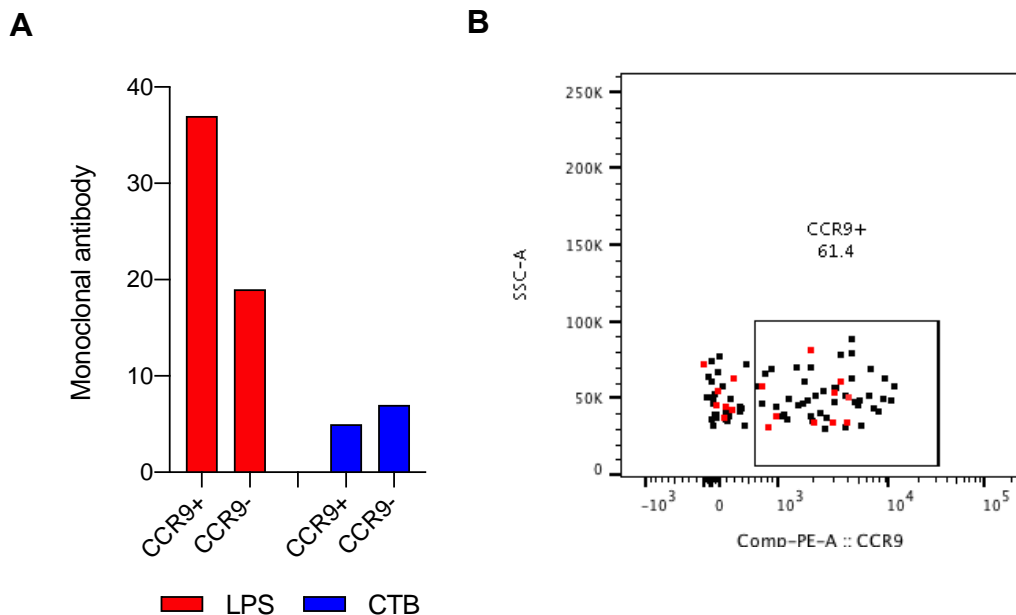 A
Monoclonal antibody
40
30
20
10
0
CCR9+
CCR9-
CCR9+
CCR9-
LPS
CTB
B
SSC-A
250K
200K
150K
100K
50K
0
CCR9+
61.4
-10^3
0
10^3
10^4
10^5
Comp-PE-A :: CCR9